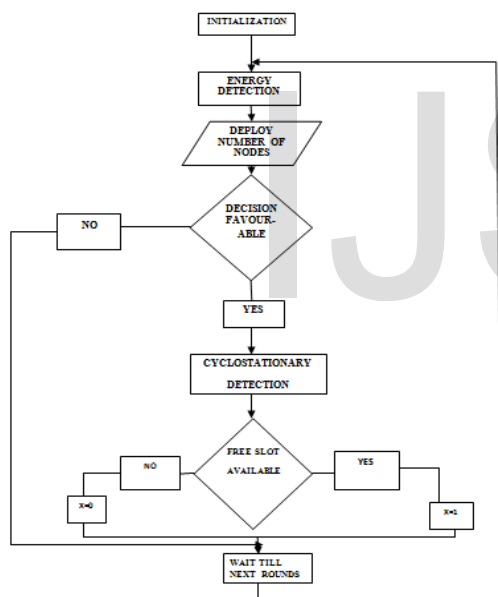 INITIALIZATION
ENERGY
DETECTION
DEPLOY
NUMBER OF
NODES
DECISION
FAVOUR-
ABLE
NO
YES
CYCLOSTATIONARY
DETECTION
FREE SLOT
AVAILABLE
NO
YES
X=0
X=1
WAIT TILL
NEXT ROUNDS
IJS